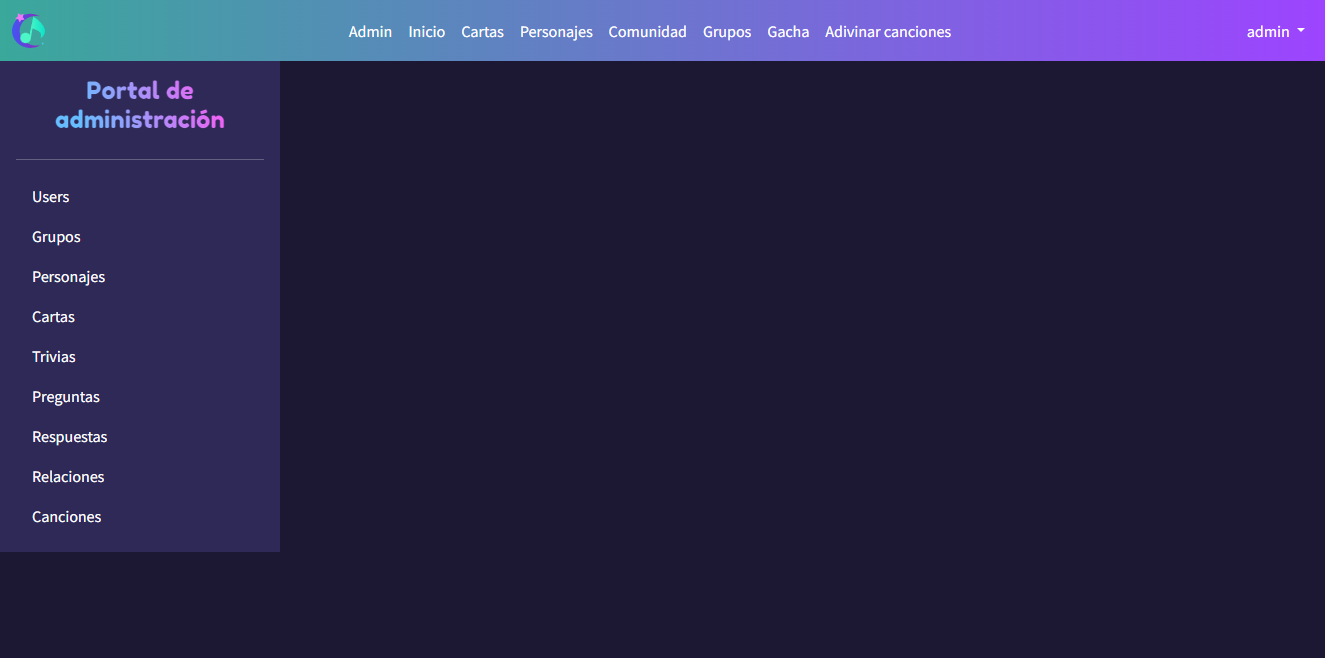 Admin Inicio Cartas Personajes Comunidad Grupos Gacha Adivinar canciones admin
Portal de
administración
Users
Grupos
Personajes
Cartas
Trivias
Preguntas
Respuestas
Relaciones
Canciones